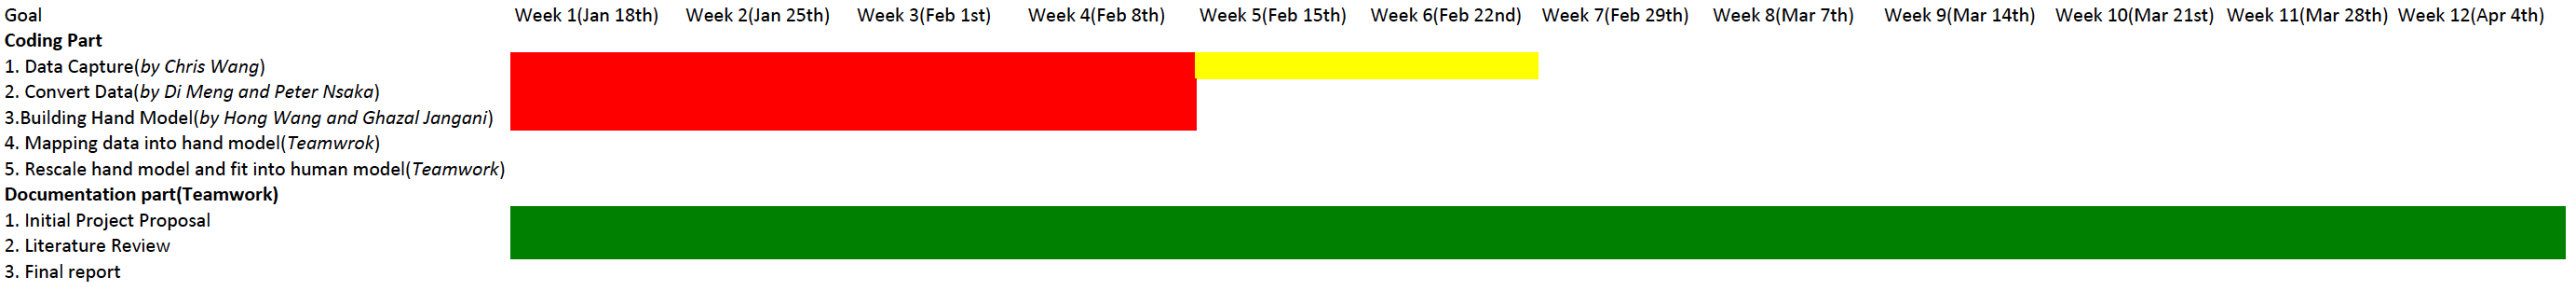 Goal Week 1(Jan 18th) Week 2(Jan 25th) Week 3(Feb 1st) Week 4(Feb 8th) Week 5(Feb 15th) Week 6(Feb 22nd) Week 7(Feb 29th) Week 8(Mar 7th) Week 9(Mar 14th) Week 10(Mar 21st) Week 11(Mar 28th) Week 12(Apr 4th)
Coding Part
1. Data Capture(by Chris Wang)
2. Convert Data(by Di Meng and Peter Nsaka)
3.Building Hand Model(by Hong Wang and Ghazal Jangani)
4. Mapping data into hand model(Teamwrok)
5. Rescale hand model and fit into human model(Teamwork)
Documentation part(Teamwork)
1. Initial Project Proposal
2. Literature Review
3. Final report